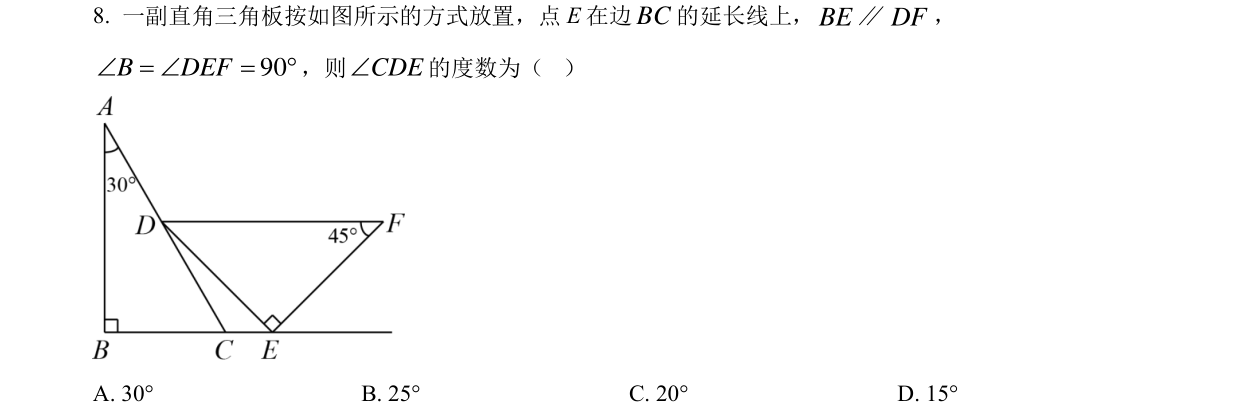 8. 一副直角三角板按如图所示的方式放置，点 E 在边 BC 的延长线上， BE ∥ DF ，
∠B = ∠DEF = 90° ，则 ∠CDE 的度数为（ ）
A
30°
D
45°
F
B
C
E
A. 30° B. 25° C. 20° D. 15°